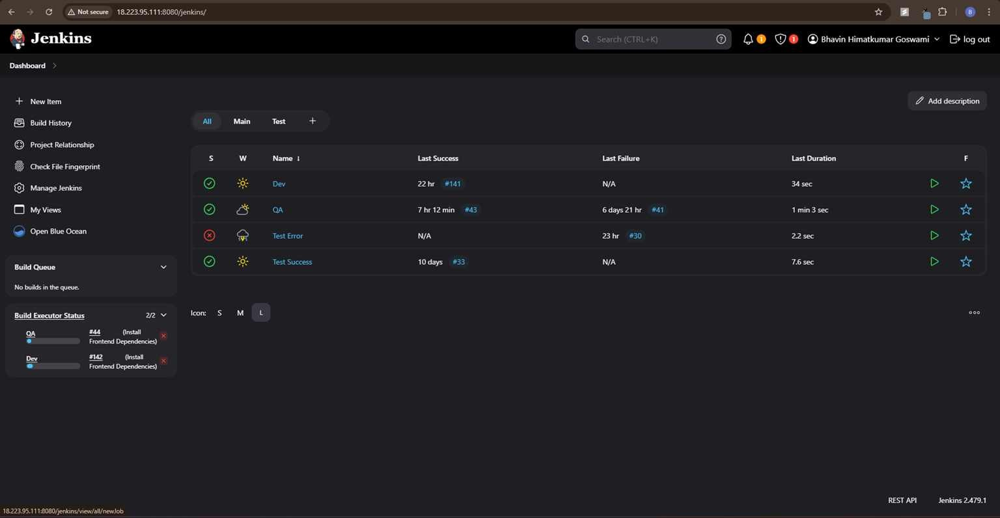 Not secure 18.223.95.111:8080/jenkins/ B
Jenkins Search (CTRL+K) ? 1 1 Bhavin Himatkumar Goswami log out
Dashboard
New Item
Build History
Project Relationship
Check File Fingerprint
Manage Jenkins
My Views
Open Blue Ocean
Build Queue
No builds in the queue.
Build Executor Status 2/2
QA #44 (Install
Frontend Dependencies)
Dev #142 (Install
Frontend Dependencies)
Add description
All Main Test +
S W Name ↓ Last Success Last Failure Last Duration F
Dev 22 hr #141 N/A 34 sec
QA 7 hr 12 min #43 6 days 21 hr #41 1 min 3 sec
Test Error N/A 23 hr #30 2.2 sec
Test Success 10 days #33 N/A 7.6 sec
Icon: S M L
REST API Jenkins 2.479.1
18.223.95.111:8080/jenkins/view/all/newJob